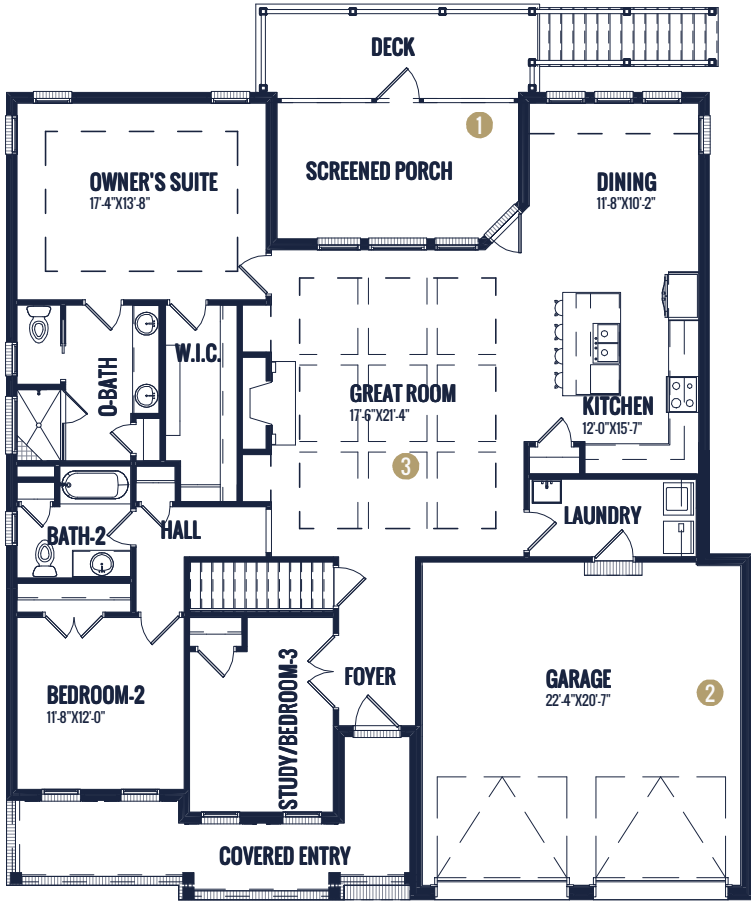 DECK
1
SCREENED PORCH
OWNER'S SUITE
17'-4"X13'-8"
DINING
11'-8"X10'-2"
W.I.C.
O-BATH
GREAT ROOM
17'-6"X21'-4"
KITCHEN
12'-0"X15'-7"
3
LAUNDRY
BATH-2
HALL
STUDY/BEDROOM-3
FOYER
GARAGE
22'-4"X20'-7"
2
BEDROOM-2
11'-8"X12'-0"
COVERED ENTRY